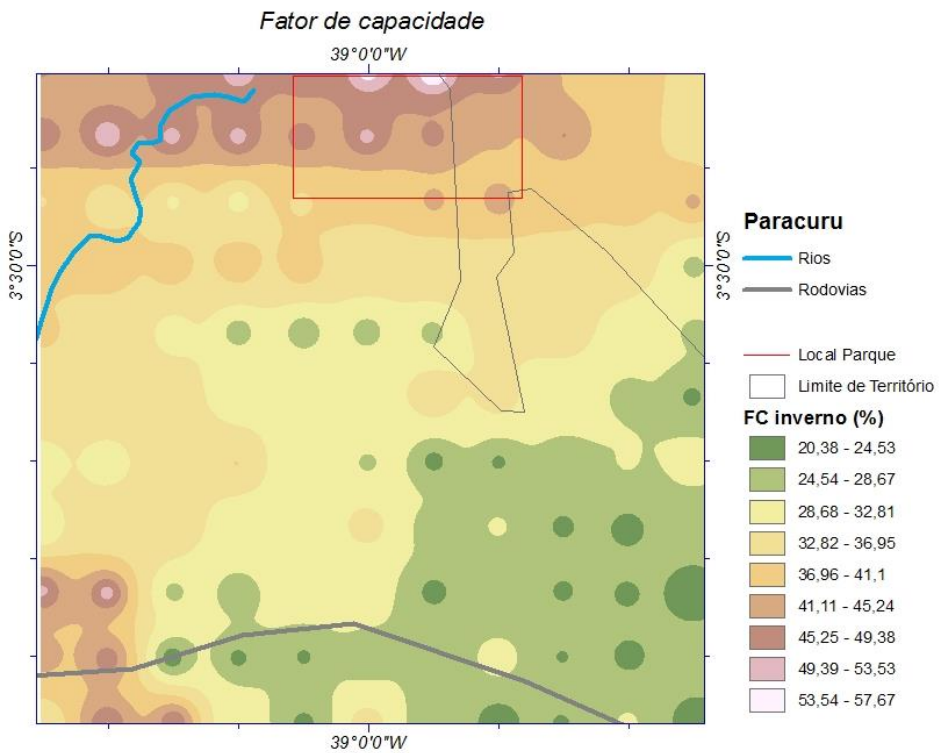 Fator de capacidade
39°0'0"W
3°30'0"S
3°30'0"S
39°0'0"W
Paracuru
Rios
Rodovias
Local Parque
Limite de Território
FC inverno (%)
20,38 - 24,53
24,54 - 28,67
28,68 - 32,81
32,82 - 36,95
36,96 - 41,1
41,11 - 45,24
45,25 - 49,38
49,39 - 53,53
53,54 - 57,67